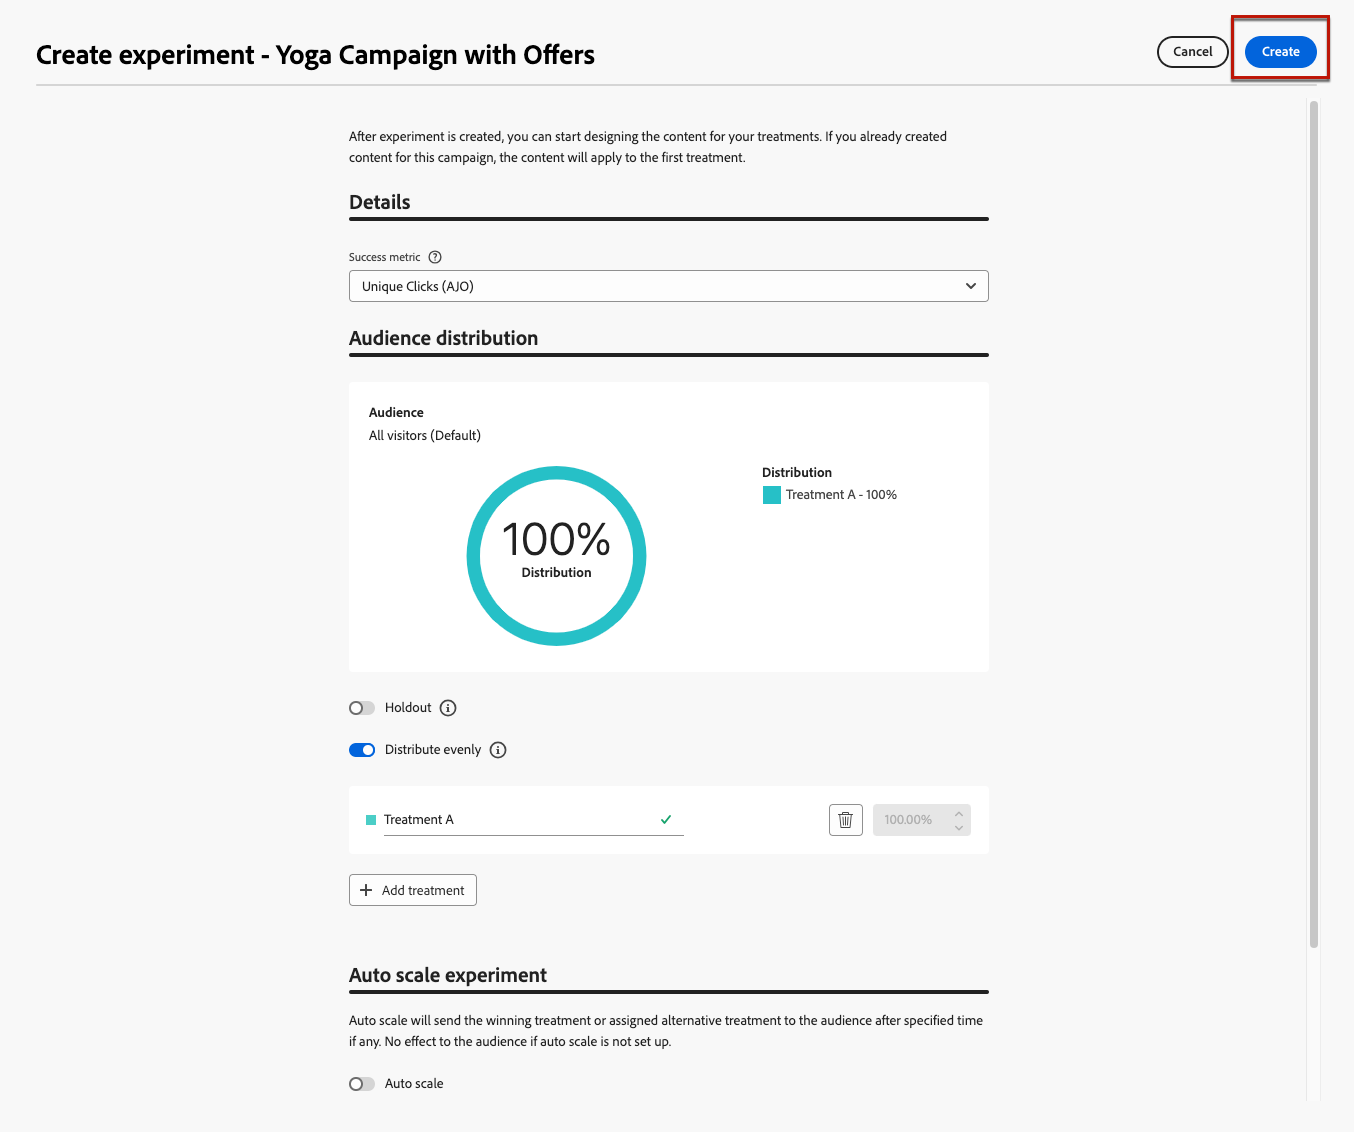 Create experiment - Yoga Campaign with Offers
Cancel
Create
After experiment is created, you can start designing the content for your treatments. If you already created
content for this campaign, the content will apply to the first treatment.
Details
Success metric
Unique Clicks (AJO)
Audience distribution
Audience
All visitors (Default)
100%
Distribution
Distribution
Treatment A - 100%
Holdout
Distribute evenly
Treatment A
100.00%
Add treatment
Auto scale experiment
Auto scale will send the winning treatment or assigned alternative treatment to the audience after specified time
if any. No effect to the audience if auto scale is not set up.
Auto scale